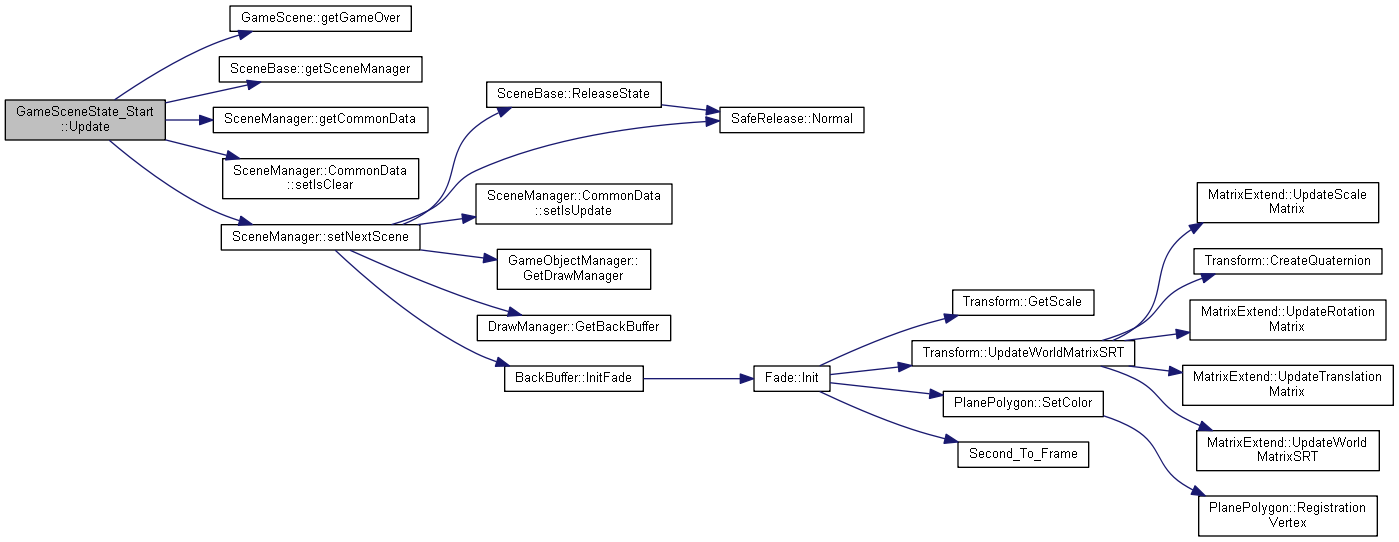 GameSceneState_Start
::Update
GameScene::getGameOver
SceneBase::getSceneManager
SceneManager::getCommonData
SceneManager::CommonData
::setIsClear
SceneManager::setNextScene
SceneBase::ReleaseState
SafeRelease::Normal
SceneManager::CommonData
::setIsUpdate
GameObjectManager::
GetDrawManager
DrawManager::GetBackBuffer
BackBuffer::InitFade
Fade::Init
Transform::GetScale
Transform::UpdateWorldMatrixSRT
PlanePolygon::SetColor
Second_To_Frame
MatrixExtend::UpdateScale
Matrix
Transform::CreateQuaternion
MatrixExtend::UpdateRotation
Matrix
MatrixExtend::UpdateTranslation
Matrix
MatrixExtend::UpdateWorld
MatrixSRT
PlanePolygon::Registration
Vertex